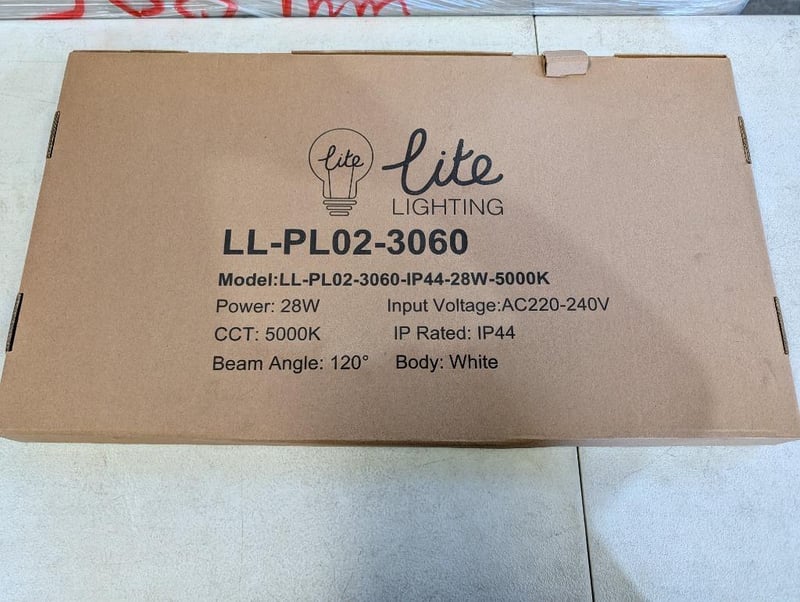 Lite
Lite
LIGHTING
LL-PL02-3060
Model:LL-PL02-3060-IP44-28W-5000K
Power: 28W Input Voltage:AC220-240V
CCT: 5000K IP Rated: IP44
Beam Angle: 120° Body: White